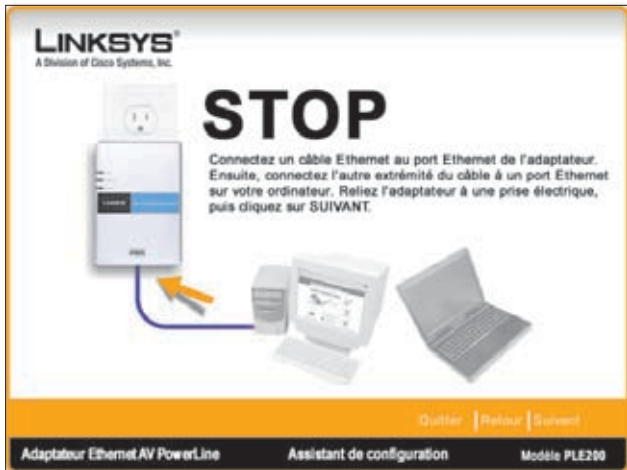 LINKSYS®
A Division of Cisco Systems, Inc.
STOP
Connectez un câble Ethernet au port Ethernet de l'adaptateur.
Ensuite, connectez l'autre extrémité du câble à un port Ethernet
sur votre ordinateur. Reliez l'adaptateur à une prise électrique,
puis cliquez sur SUIVANT.
LINKSYS
Quitter | Retour | Suivant
Adaptateur Ethernet AV PowerLine Assistant de configuration Modèle PLE200